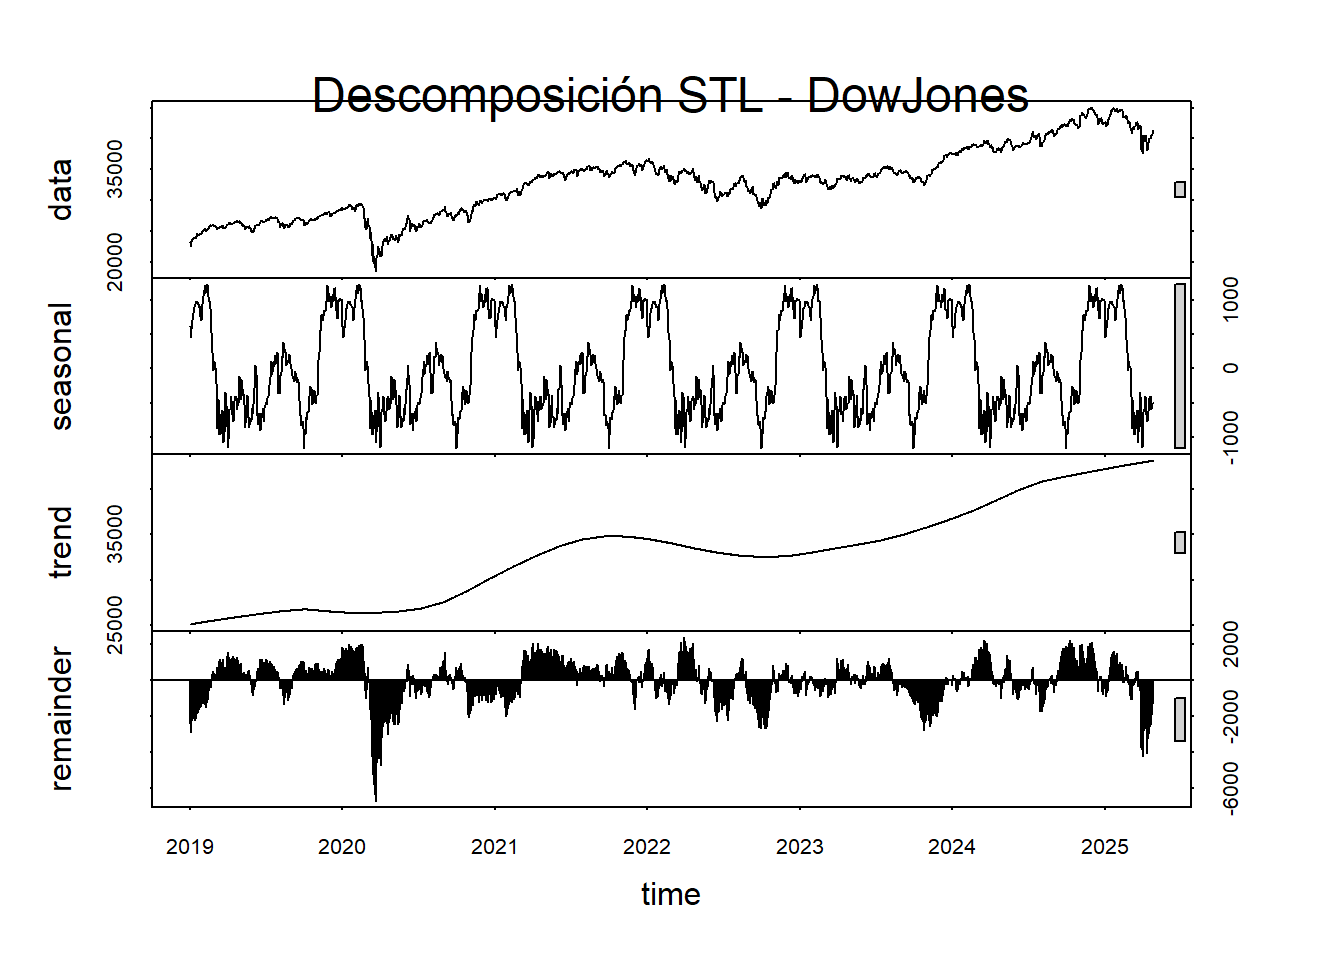 Descomposición STL - DowJones
data
20000 35000
seasonal
-1000 0 1000
trend
25000 35000
remainder
-6000 -2000 2000
2019 2020 2021 2022 2023 2024 2025
time